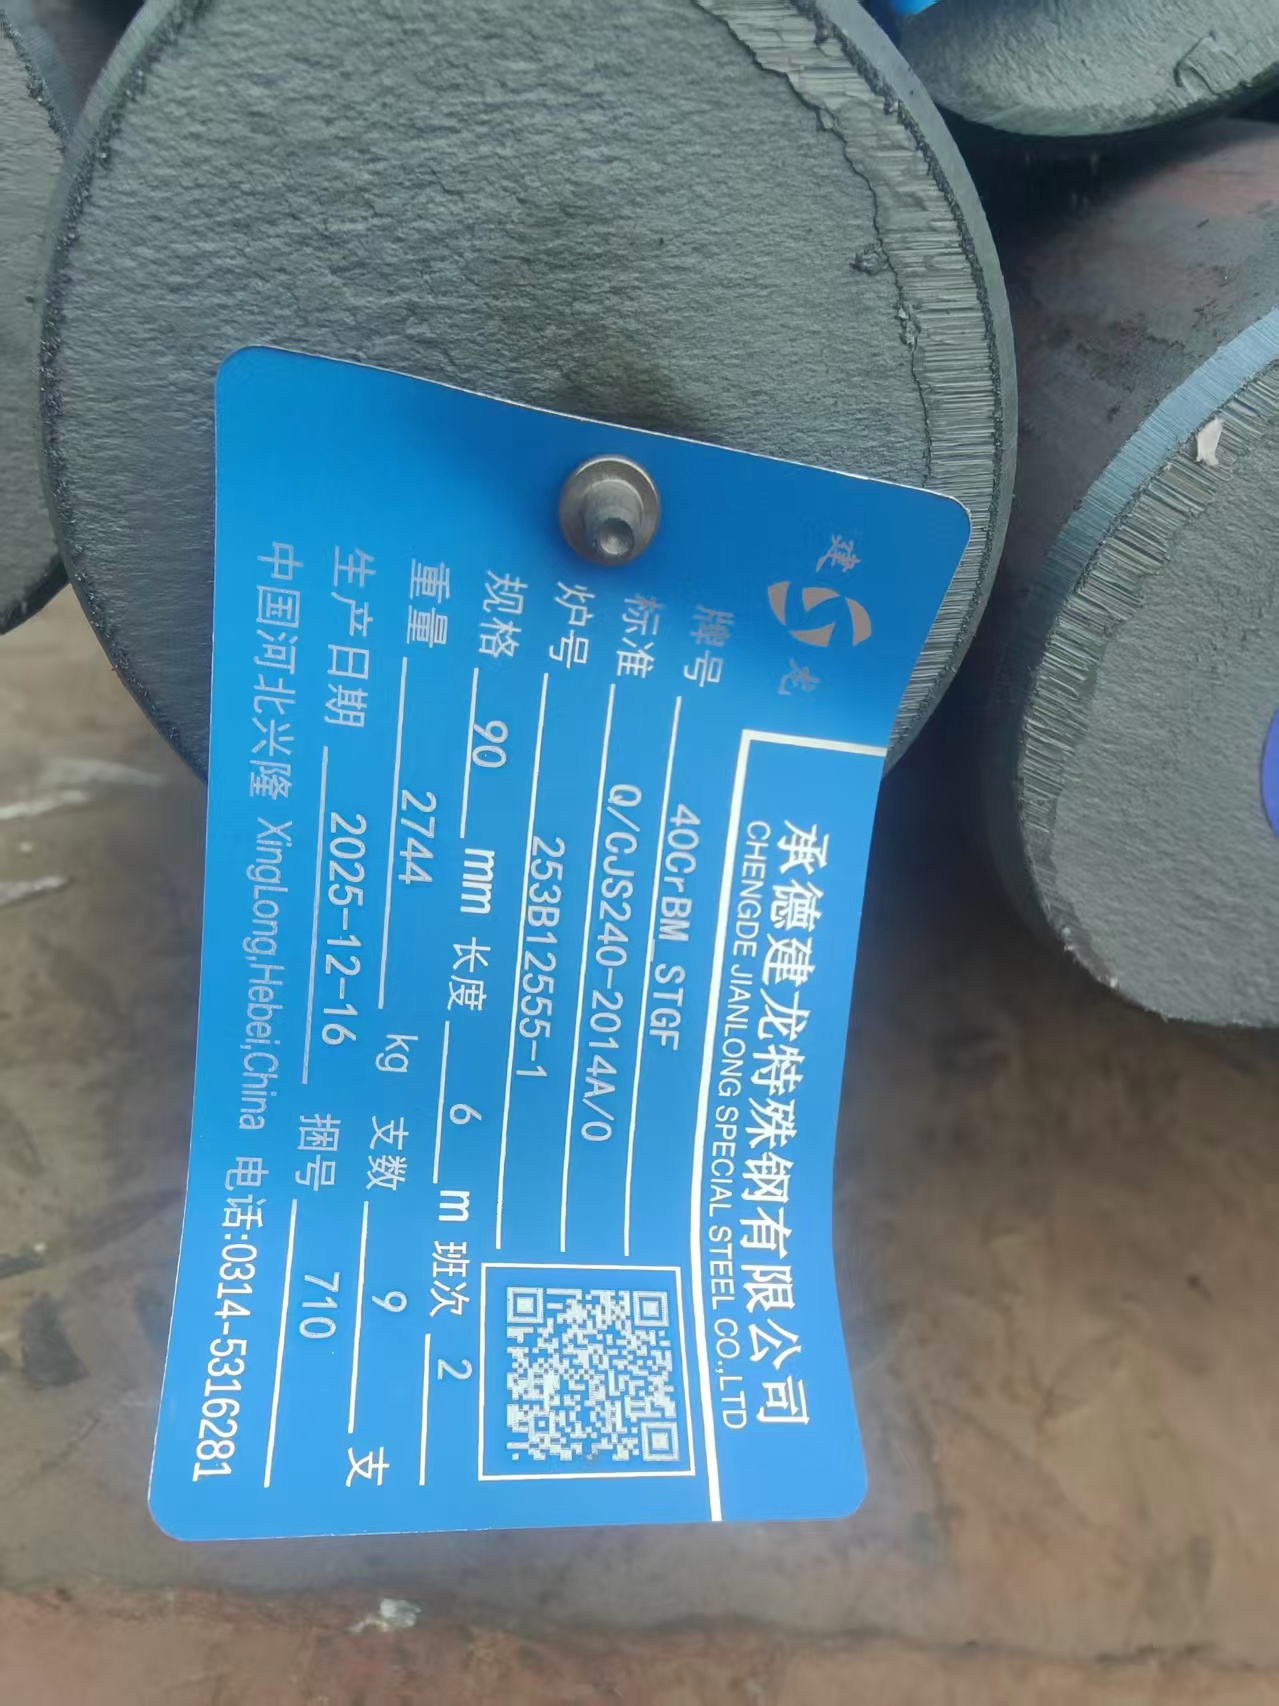 建龙
承德建龙特殊钢有限公司
CHENGDE JIANLONG SPECIAL STEEL CO.,LTD
牌号 40CrBM_STGF
标准 Q/CJS240-2014A/0
炉号 253B12555-1
规格 90 mm 长度 6 m 班次 2
重量 2744 kg 支数 9 支
生产日期 2025-12-16 捆号 710
中国河北兴隆 XingLong,Hebei,China 电话:0314-5316281